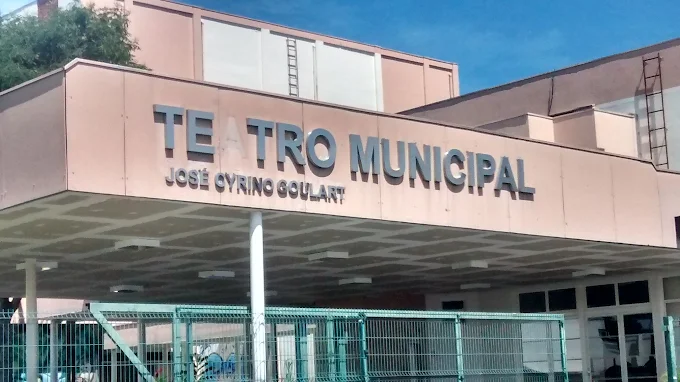 TEATRO MUNICIPAL
JOSÉ CYRINO GOULART